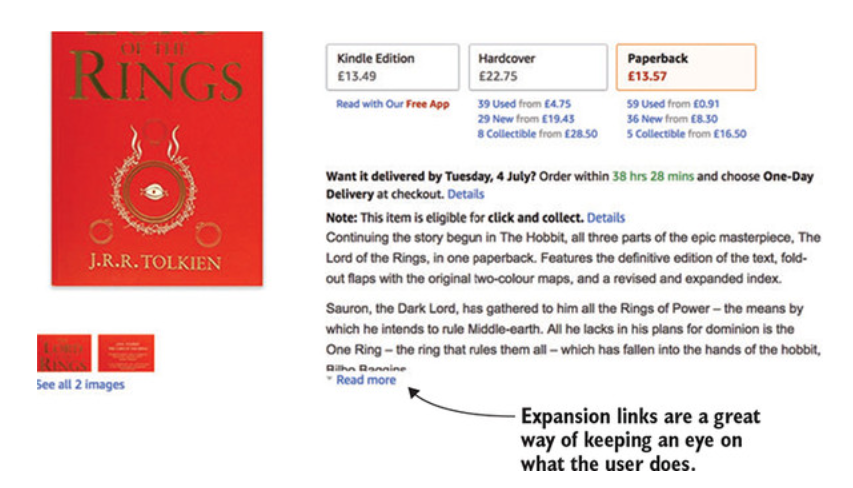 OF THE
RINGS
J.R.R. TOLKIEN
LORD
RINGS
See all 2 images
Kindle Edition
£13.49
Read with Our Free App
Hardcover
£22.75
39 Used from £4.75
29 New from £19.43
8 Collectible from £28.50
Paperback
£13.57
59 Used from £0.91
36 New from £8.30
5 Collectible from £16.50
Want it delivered by Tuesday, 4 July? Order within 38 hrs 28 mins and choose One-Day
Delivery at checkout. Details
Note: This item is eligible for click and collect. Details
Continuing the story begun in The Hobbit, all three parts of the epic masterpiece, The
Lord of the Rings, in one paperback. Features the definitive edition of the text, fold-
out flaps with the original two-colour maps, and a revised and expanded index.
Sauron, the Dark Lord, has gathered to him all the Rings of Power – the means by
which he intends to rule Middle-earth. All he lacks in his plans for dominion is the
One Ring – the ring that rules them all – which has fallen into the hands of the hobbit,
Bilbo Baggins
Read more
Expansion links are a great
way of keeping an eye on
what the user does.